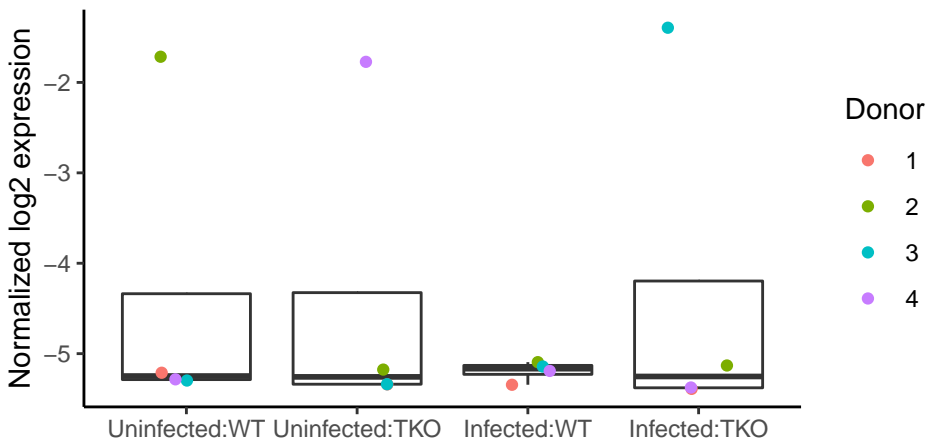 Normalized log2 expression
−2
−3
−4
−5
Uninfected:WT Uninfected:TKO Infected:WT Infected:TKO
Donor
1
2
3
4